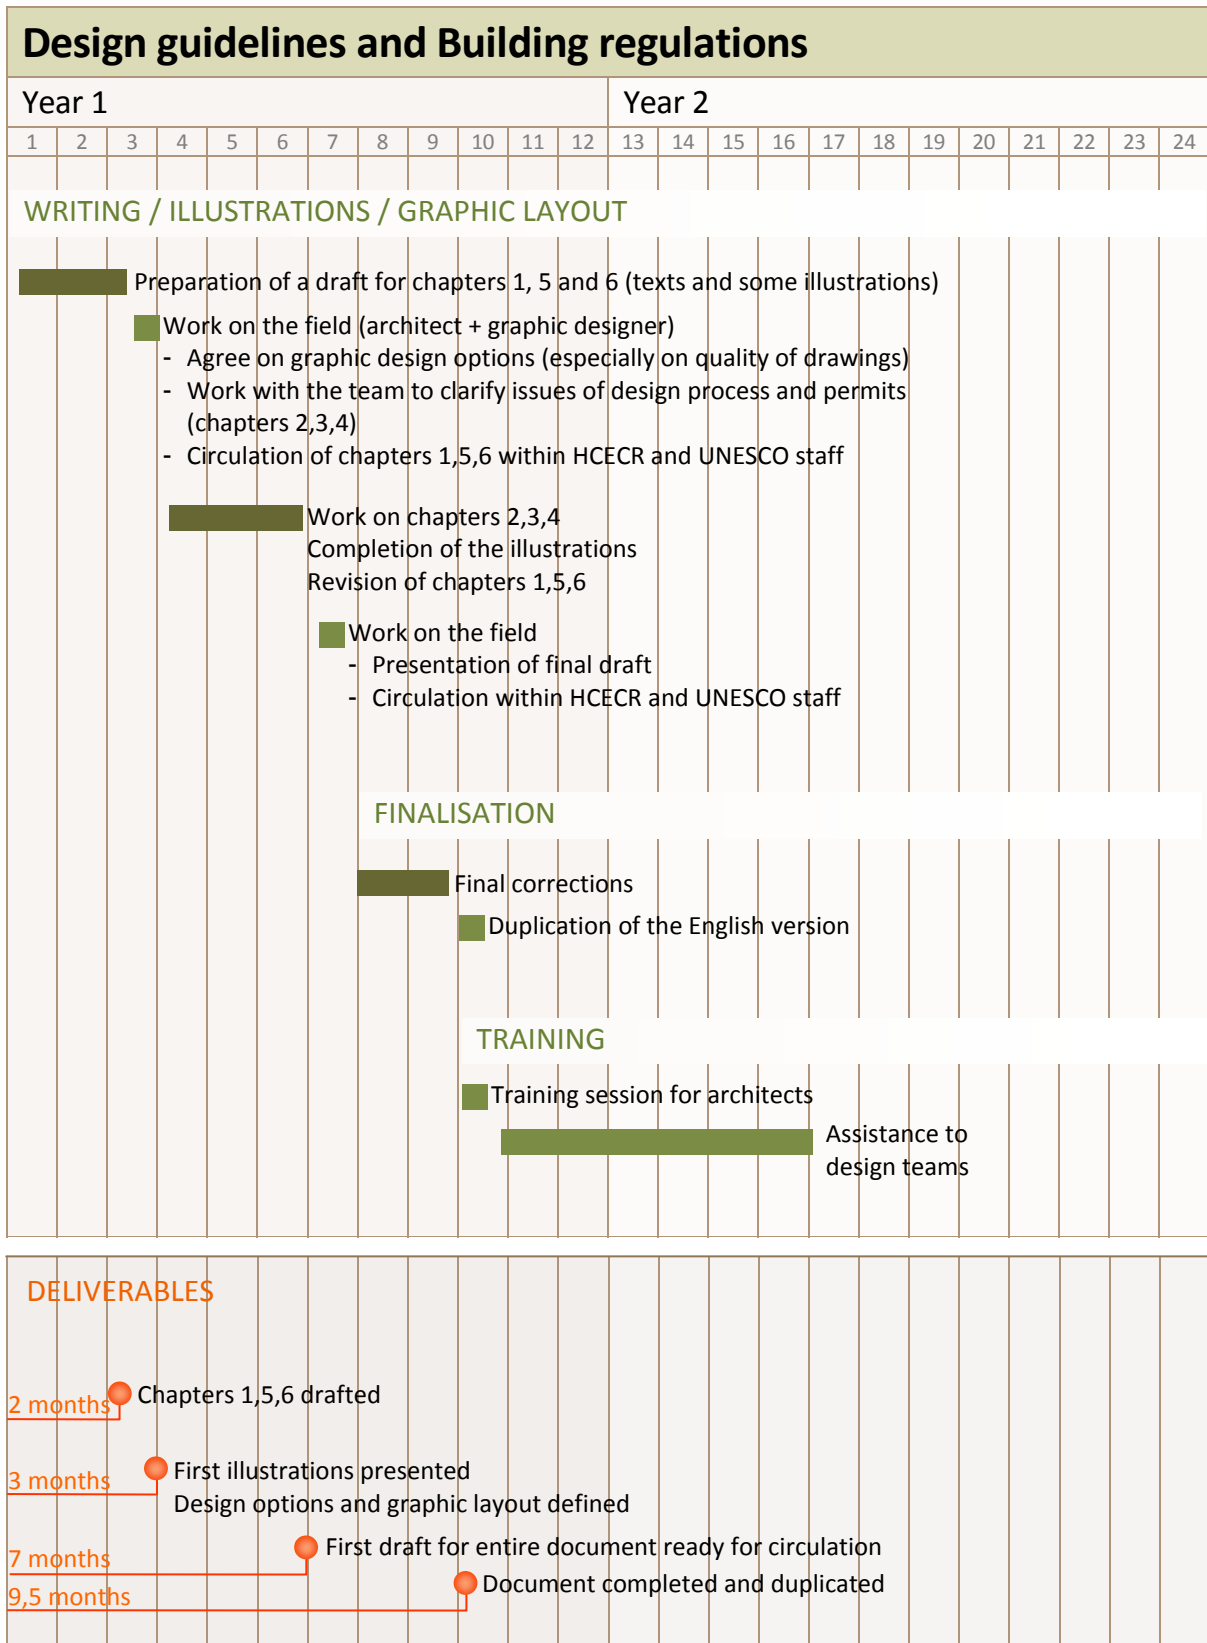 Design guidelines and Building regulations
Year 1 Year 2
1 2 3 4 5 6 7 8 9 10 11 12 13 14 15 16 17 18 19 20 21 22 23 24
WRITING / ILLUSTRATIONS / GRAPHIC LAYOUT
Preparation of a draft for chapters 1, 5 and 6 (texts and some illustrations)
Work on the field (architect + graphic designer)
- Agree on graphic design options (especially on quality of drawings)
- Work with the team to clarify issues of design process and permits
(chapters 2,3,4)
- Circulation of chapters 1,5,6 within HCECR and UNESCO staff
Work on chapters 2,3,4
Completion of the illustrations
Revision of chapters 1,5,6
Work on the field
- Presentation of final draft
- Circulation within HCECR and UNESCO staff
FINALISATION
Final corrections
Duplication of the English version
TRAINING
Training session for architects
Assistance to
design teams
DELIVERABLES
2 months Chapters 1,5,6 drafted
3 months First illustrations presented
Design options and graphic layout defined
7 months First draft for entire document ready for circulation
9,5 months Document completed and duplicated